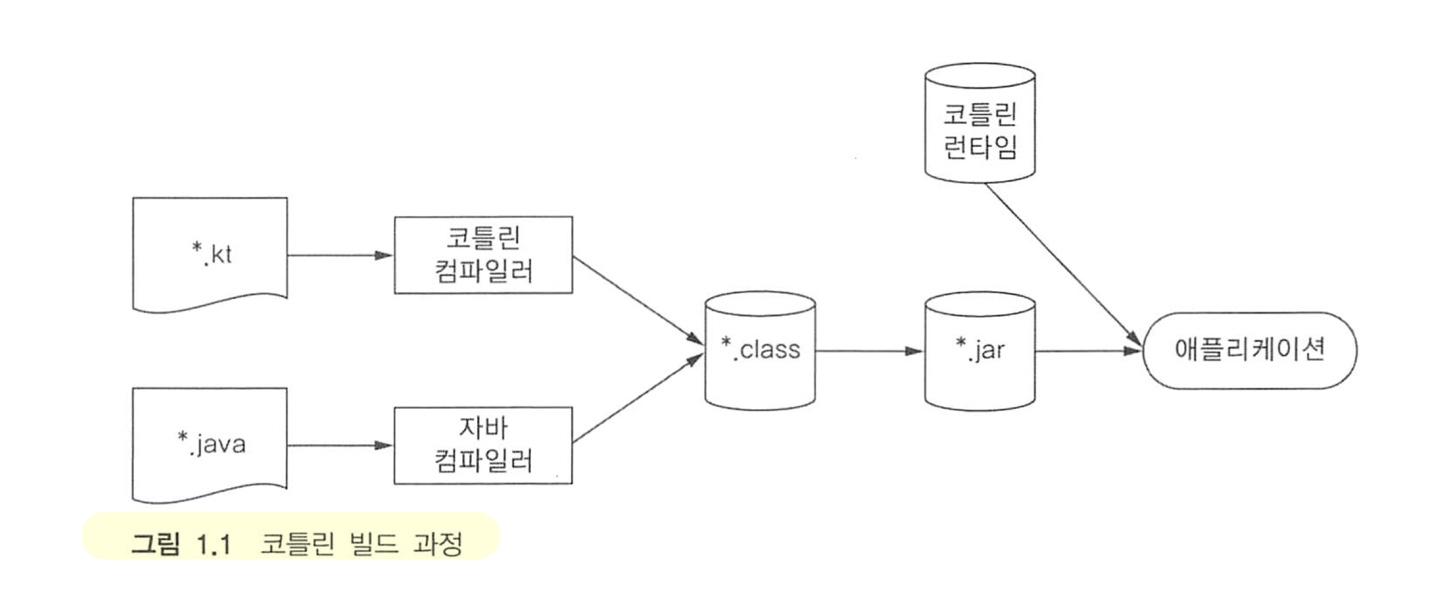 코틀린
런타임
*.kt
코틀린
컴파일러
*.class
*.jar
애플리케이션
*.java
자바
컴파일러
그림 1.1 코틀린 빌드 과정